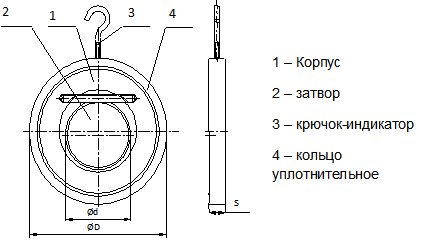 2 1 3 4
1 – Корпус
2 – затвор
3 – крючок-индикатор
4 – кольцо
уплотнительное
Ød
ØD
s